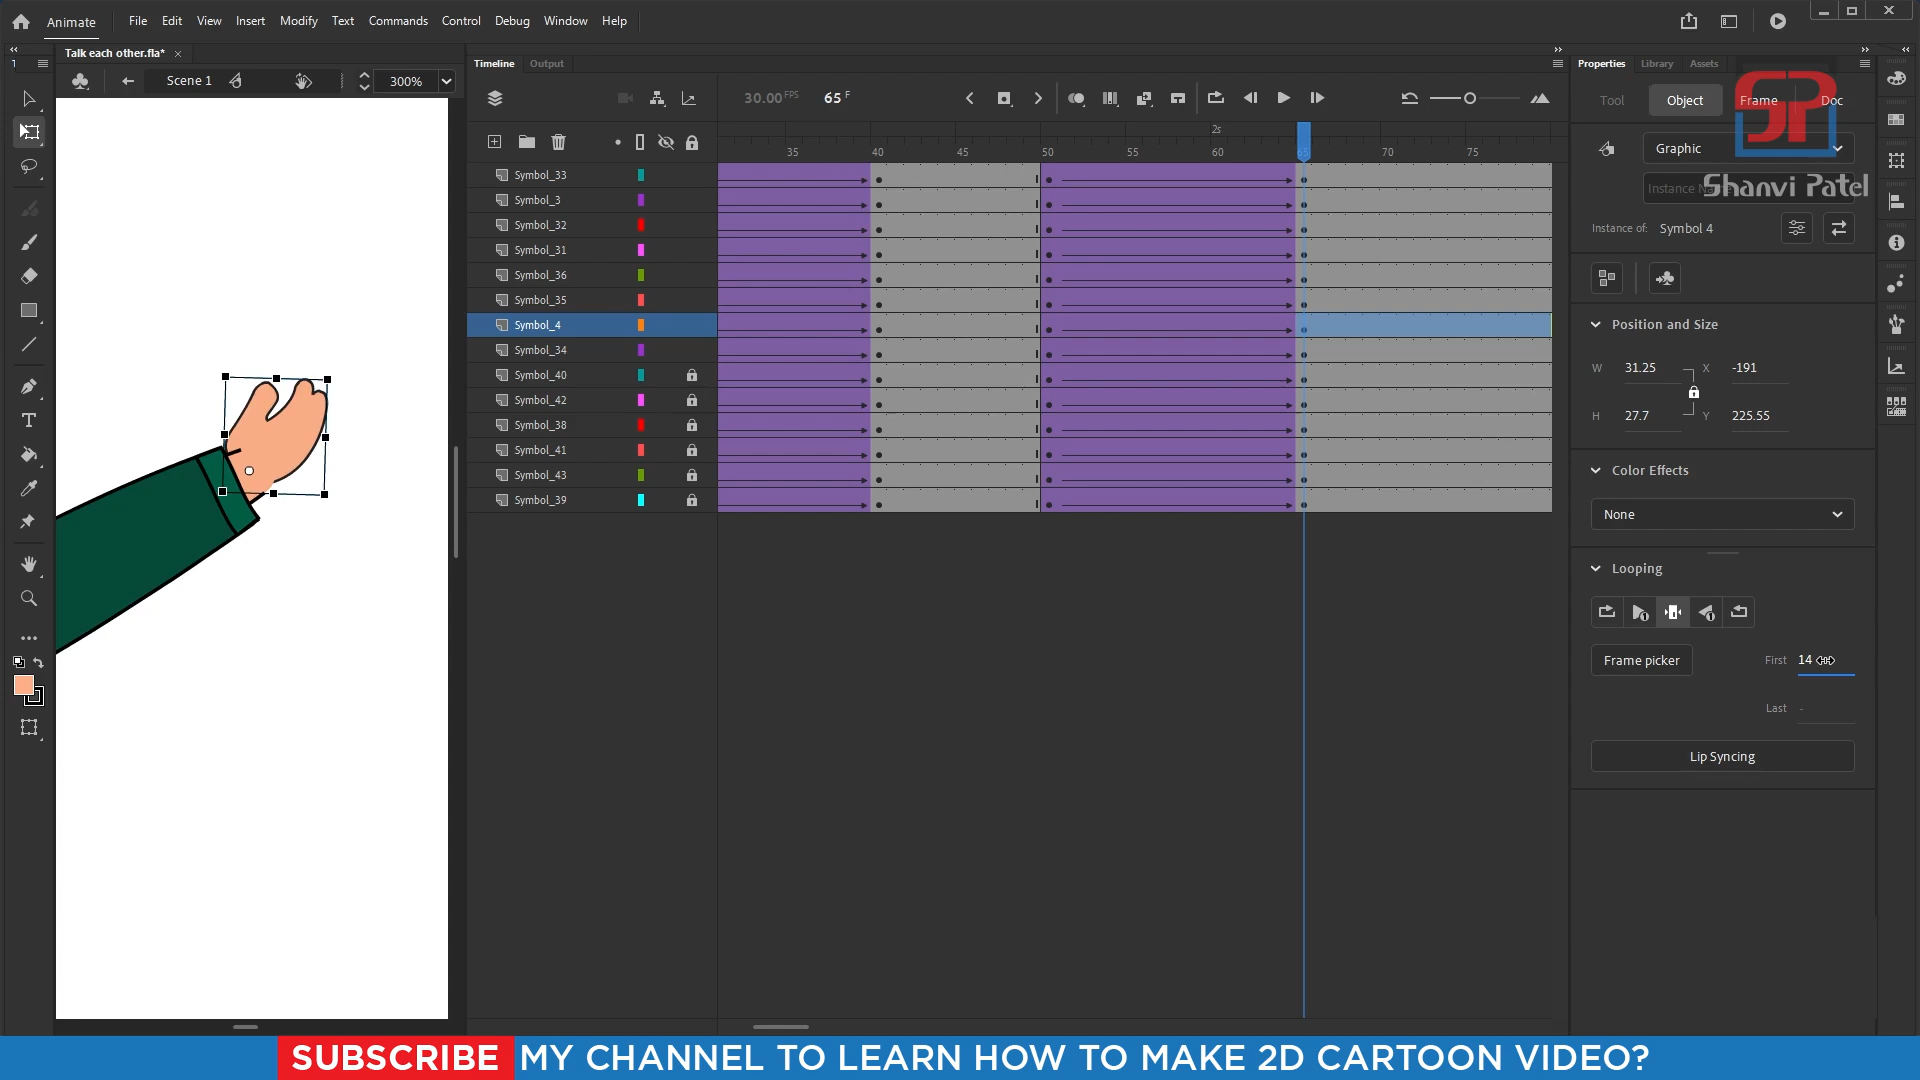 Animate File Edit View Insert Modify Text Commands Control Debug Window Help
Talk each other.fla* ×
Scene 1 300%
Timeline Output
30.00 FPS 65 F
2s
35 40 45 50 55 60 65 70 75
Symbol_33
Symbol_3
Symbol_32
Symbol_31
Symbol_36
Symbol_35
Symbol_4
Symbol_34
Symbol_40
Symbol_42
Symbol_38
Symbol_41
Symbol_43
Symbol_39
Properties Library Assets
Tool Object Frame Doc
SP
Graphic
Shanvi Patel
Instance of: Symbol 4
Position and Size
W 31.25 X -191
H 27.7 Y 225.55
Color Effects
None
Looping
Frame picker First 14
Last -
Lip Syncing
SUBSCRIBE MY CHANNEL TO LEARN HOW TO MAKE 2D CARTOON VIDEO?